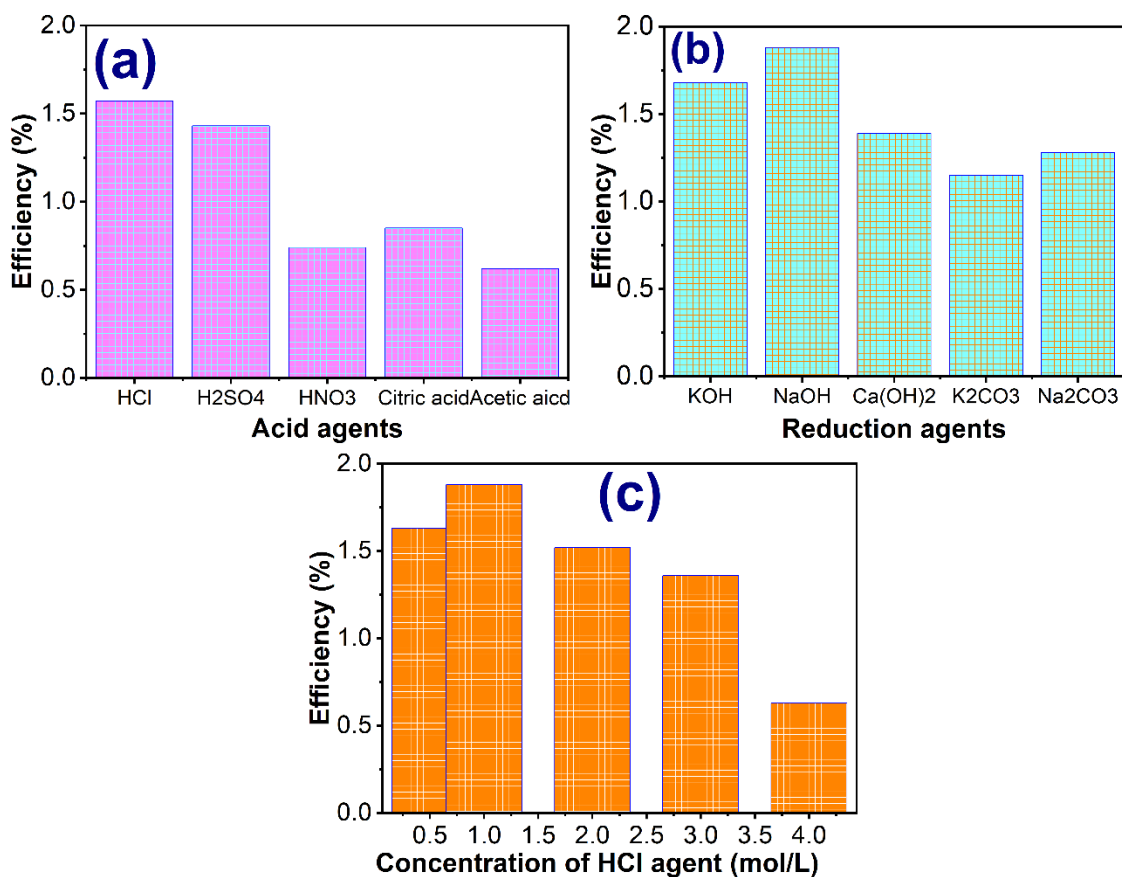 (a)
Efficiency (%)
2.0
1.5
1.0
0.5
0.0
HCl H2SO4 HNO3 Citric acid Acetic aicd
Acid agents
(b)
Efficiency (%)
2.0
1.5
1.0
0.5
0.0
KOH NaOH Ca(OH)2 K2CO3 Na2CO3
Reduction agents
(c)
Efficiency (%)
2.0
1.5
1.0
0.5
0.0
0.5 1.0 1.5 2.0 2.5 3.0 3.5 4.0
Concentration of HCl agent (mol/L)